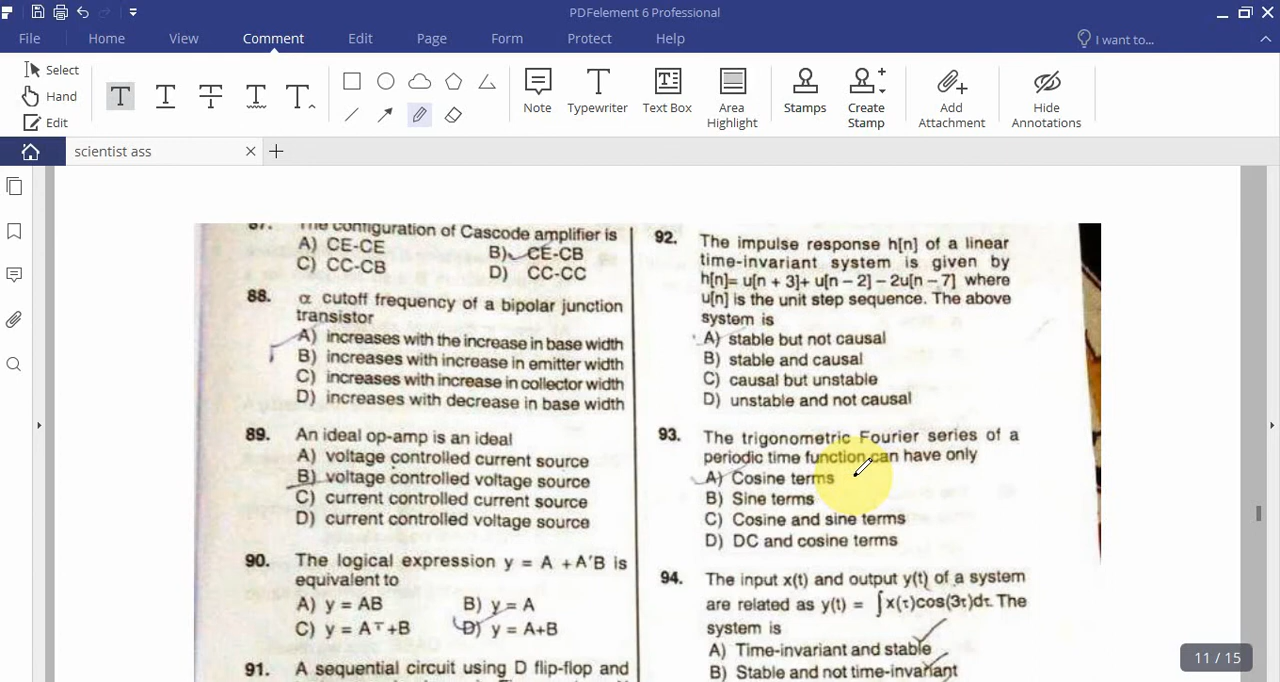 PDFelement 6 Professional
File Home View Comment Edit Page Form Protect Help I want to...
Select
Hand
Edit
Note Typewriter Text Box Area Highlight Stamps Create Stamp Add Attachment Hide Annotations
scientist ass
87. The configuration of Cascode amplifier is
A) CE-CE B) CE-CB
C) CC-CB D) CC-CC
88. α cutoff frequency of a bipolar junction
transistor
A) increases with the increase in base width
B) increases with increase in emitter width
C) increases with increase in collector width
D) increases with decrease in base width
89. An ideal op-amp is an ideal
A) voltage controlled current source
B) voltage controlled voltage source
C) current controlled current source
D) current controlled voltage source
90. The logical expression y = A + A'B is
equivalent to
A) y = AB B) y = A
C) y = A +B D) y = A+B
91. A sequential circuit using D flip-flop and
92. The impulse response h[n] of a linear
time-invariant system is given by
h[n]= u[n + 3]+ u[n − 2] − 2u[n − 7] where
u[n] is the unit step sequence. The above
system is
A) stable but not causal
B) stable and causal
C) causal but unstable
D) unstable and not causal
93. The trigonometric Fourier series of a
periodic time function can have only
A) Cosine terms
B) Sine terms
C) Cosine and sine terms
D) DC and cosine terms
94. The input x(t) and output y(t) of a system
are related as y(t) = ∫x(τ)cos(3τ)dτ. The
system is
A) Time-invariant and stable
B) Stable and not time-invariant
11 / 15